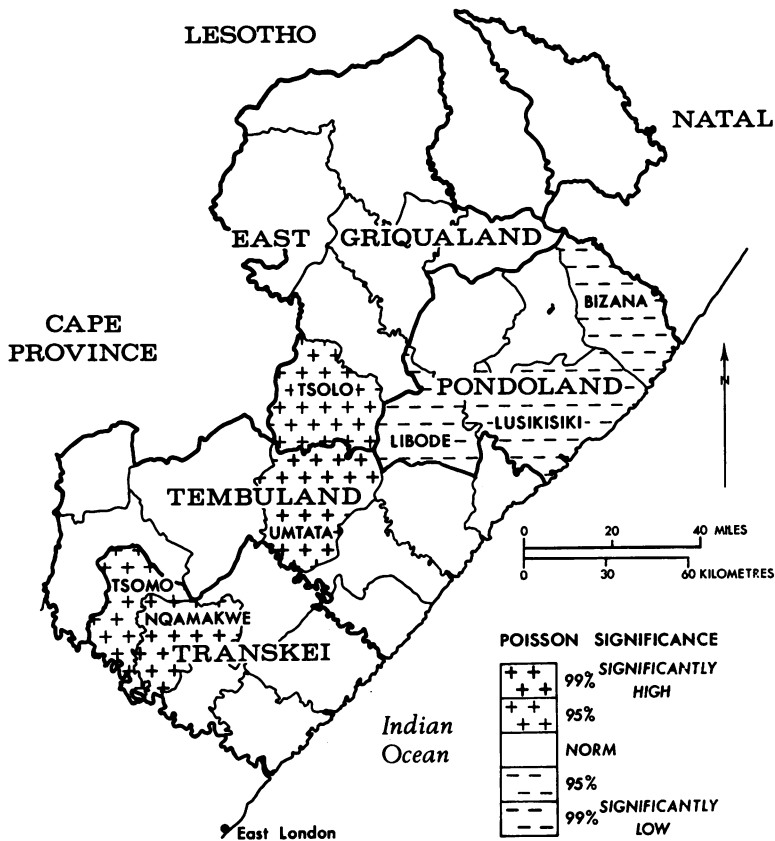 LESOTHO
NATAL
EAST GRIQUALAND
BIZANA
CAPE
PROVINCE
TSOLO
PONDOLAND
LUSIKISIKI
LIBODE
N
TEMBULAND
UMTATA
0 20 40 MILES
0 30 60 KILOMETRES
TSOMO
NQAMAKWE
TRANSKEI
POISSON SIGNIFICANCE
99% SIGNIFICANTLY
HIGH
95%
NORM
95%
99% SIGNIFICANTLY
LOW
Indian
Ocean
East London